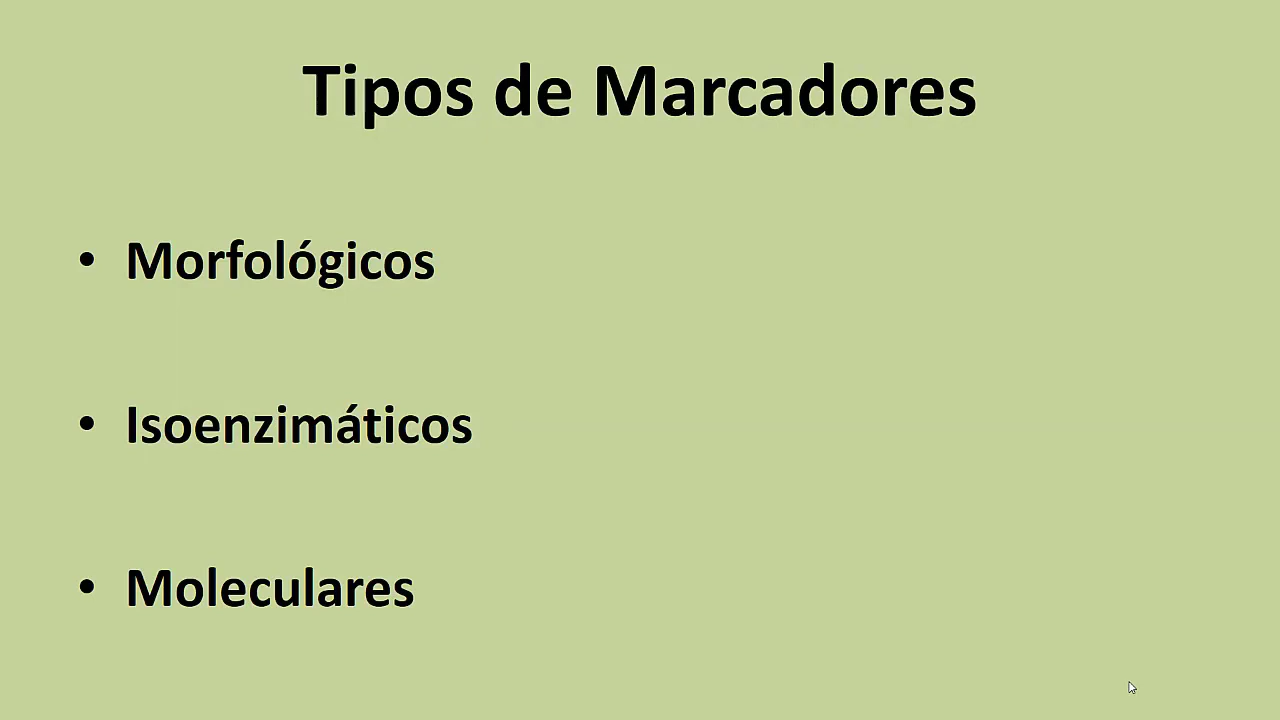 Tipos de Marcadores
• Morfológicos
• Isoenzimáticos
• Moleculares